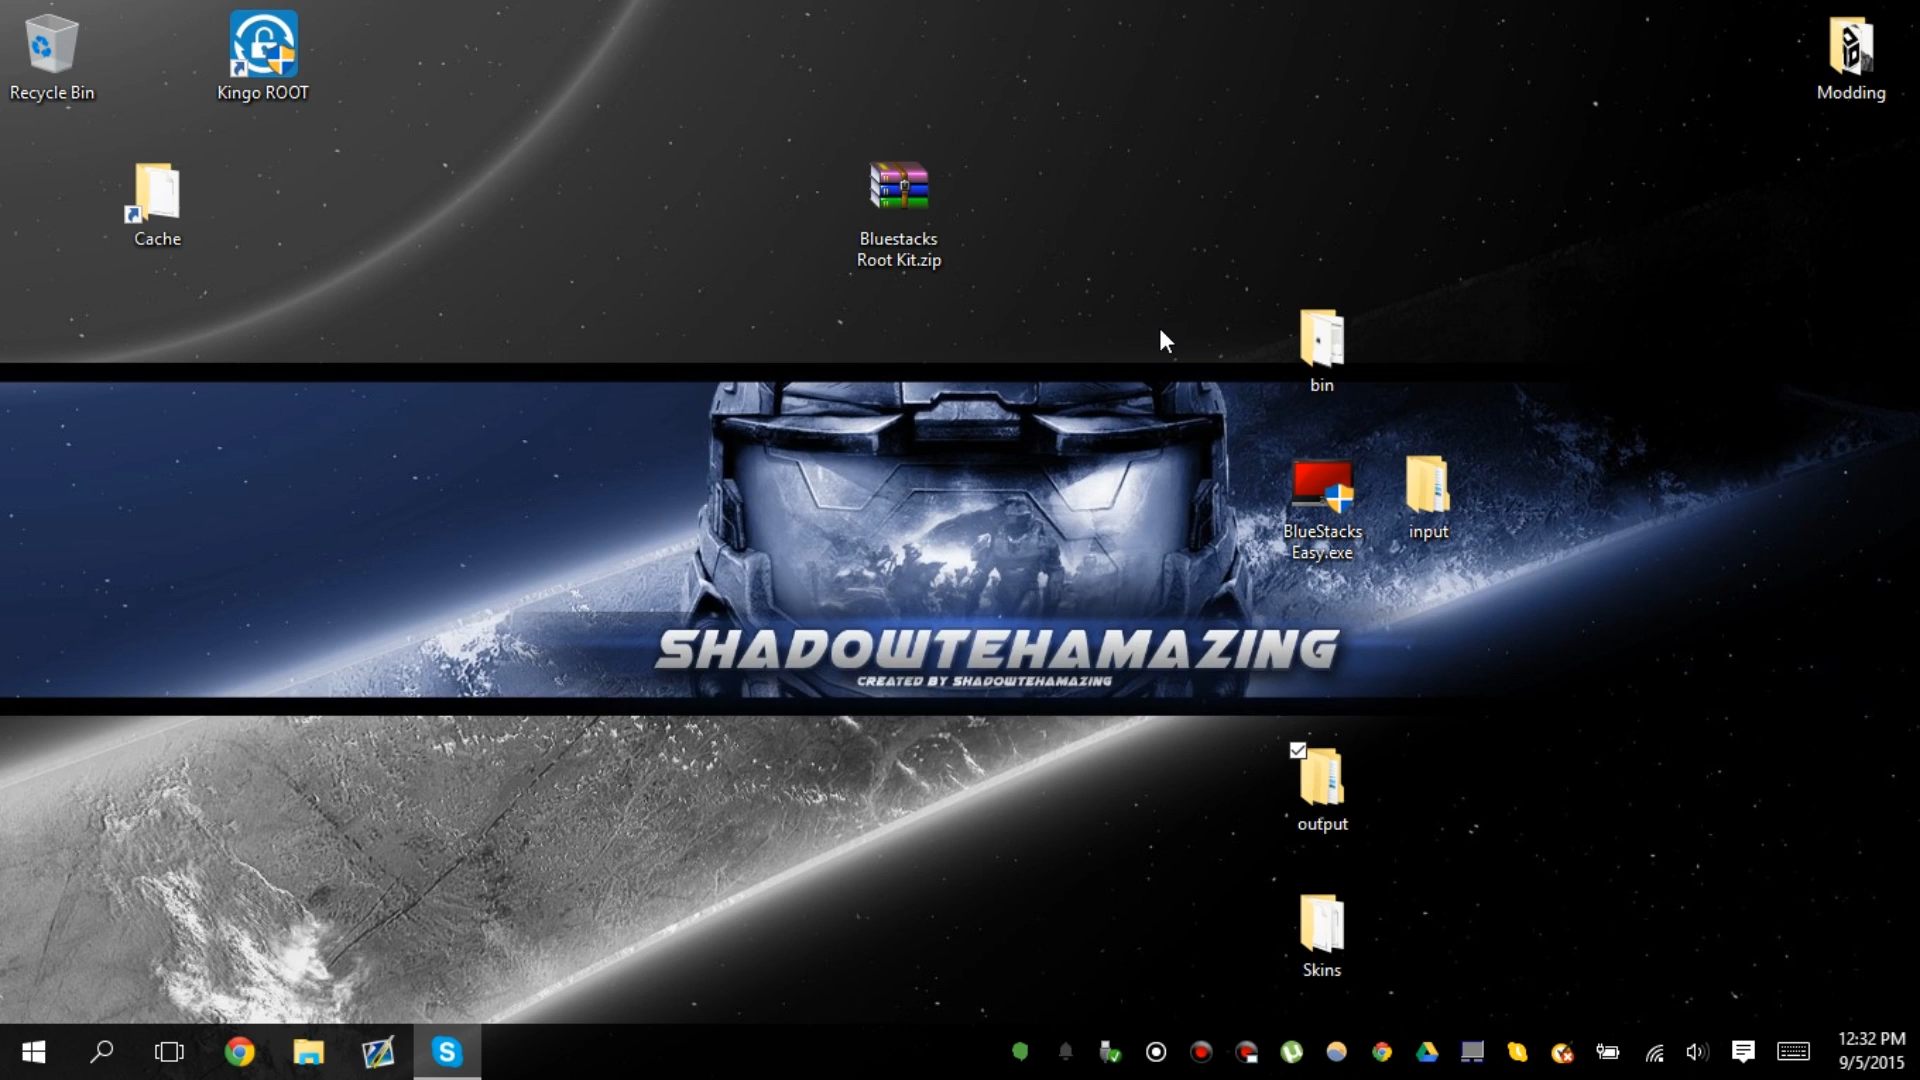 Recycle Bin
Kingo ROOT
Modding
Cache
Bluestacks
Root Kit.zip
bin
BlueStacks
Easy.exe
input
SHADOWTEHAMAZING
CREATED BY SHADOWTEHAMAZING
output
Skins
12:32 PM
9/5/2015